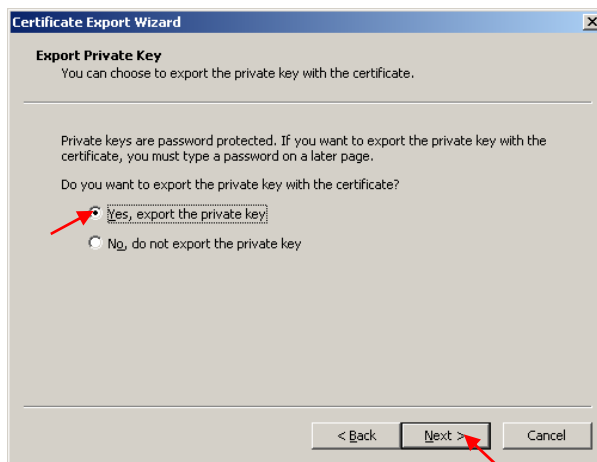 Certificate Export Wizard
Export Private Key
You can choose to export the private key with the certificate.
Private keys are password protected. If you want to export the private key with the
certificate, you must type a password on a later page.
Do you want to export the private key with the certificate?
Yes, export the private key
No, do not export the private key
< Back Next > Cancel